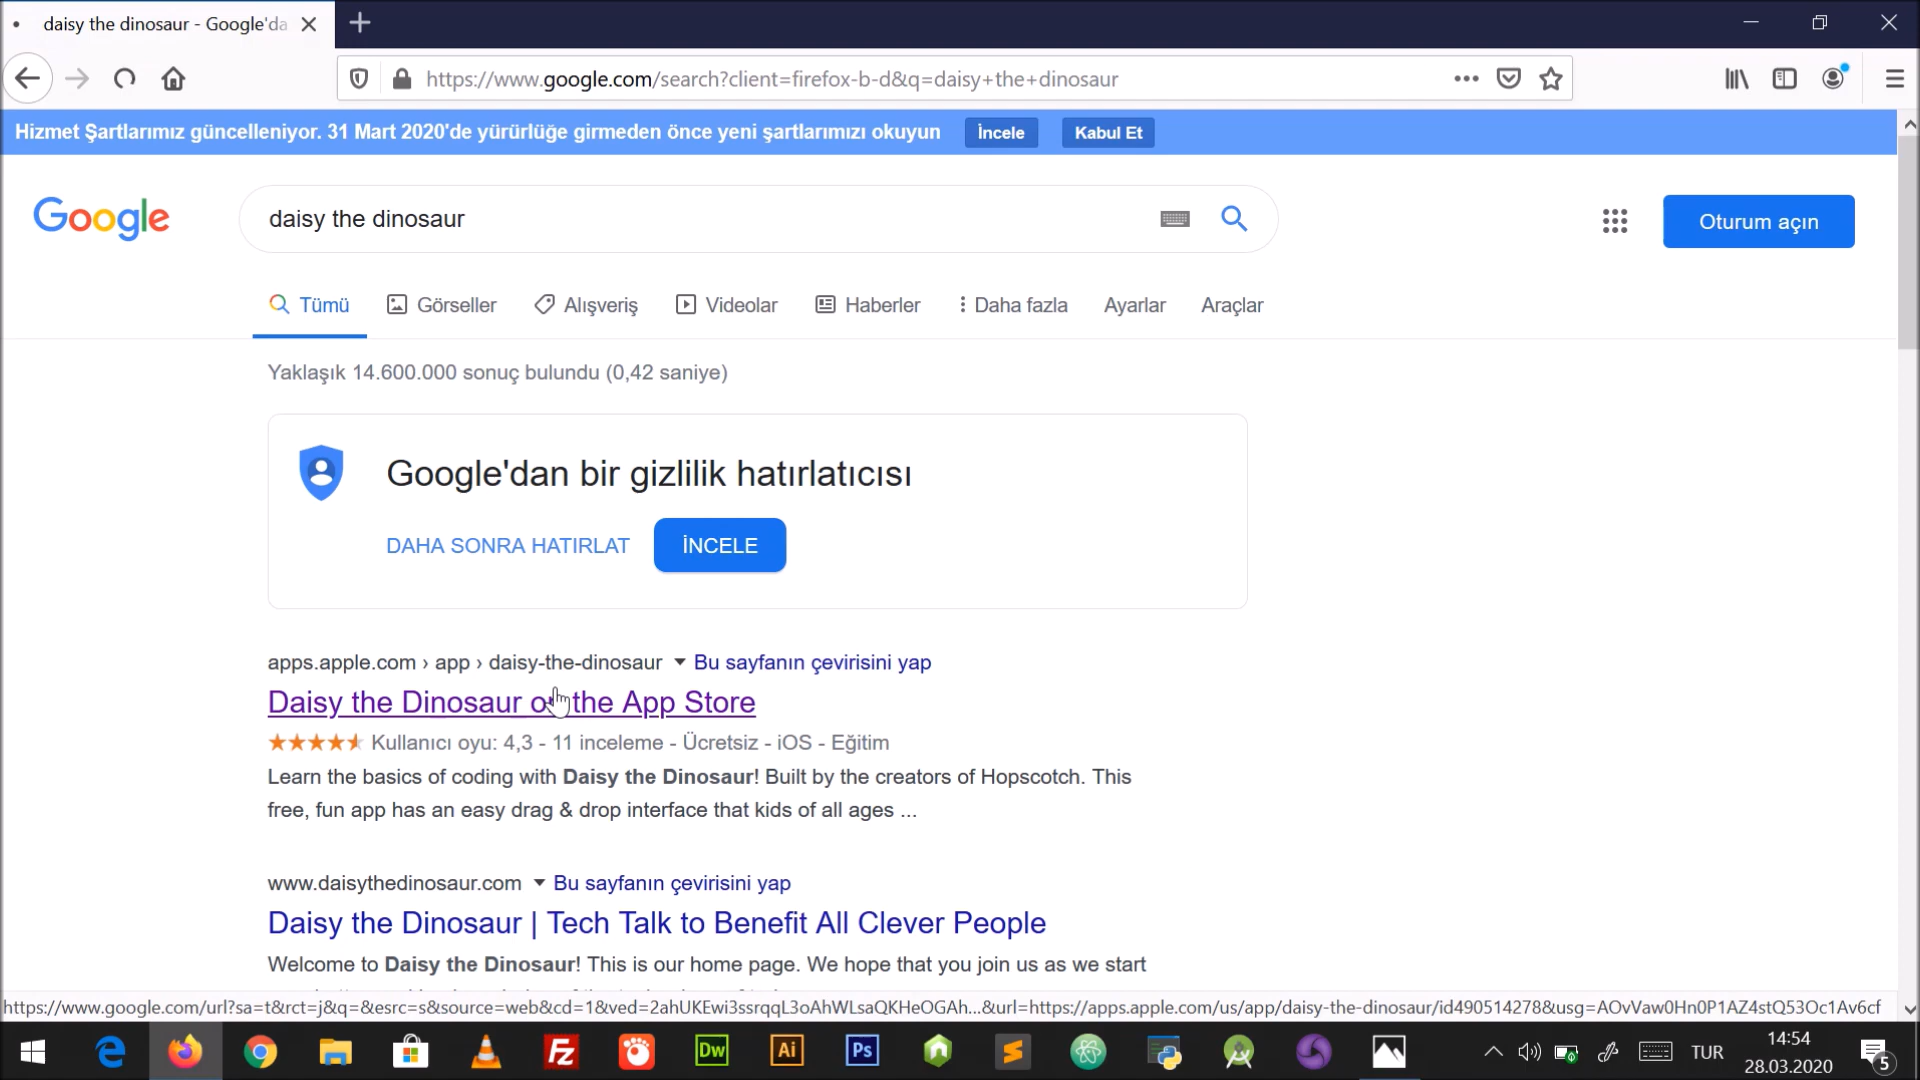 daisy the dinosaur - Google'da
https://www.google.com/search?client=firefox-b-d&q=daisy+the+dinosaur
Hizmet Şartlarımız güncelleniyor. 31 Mart 2020'de yürürlüğe girmeden önce yeni şartlarımızı okuyun İncele Kabul Et
Google
daisy the dinosaur
Oturum açın
Tümü Görseller Alışveriş Videolar Haberler Daha fazla Ayarlar Araçlar
Yaklaşık 14.600.000 sonuç bulundu (0,42 saniye)
Google'dan bir gizlilik hatırlatıcısı
DAHA SONRA HATIRLAT İNCELE
apps.apple.com › app › daisy-the-dinosaur Bu sayfanın çevirisini yap
Daisy the Dinosaur on the App Store
Kullanıcı oyu: 4,3 - 11 inceleme - Ücretsiz - iOS - Eğitim
Learn the basics of coding with Daisy the Dinosaur! Built by the creators of Hopscotch. This
free, fun app has an easy drag & drop interface that kids of all ages ...
www.daisythedinosaur.com Bu sayfanın çevirisini yap
Daisy the Dinosaur | Tech Talk to Benefit All Clever People
Welcome to Daisy the Dinosaur! This is our home page. We hope that you join us as we start
https://www.google.com/url?sa=t&rct=j&q=&esrc=s&source=web&cd=1&ved=2ahUKEwi3ssrqqL3oAhWLsaQKHeOGAh...&url=https://apps.apple.com/us/app/daisy-the-dinosaur/id490514278&usg=AOvVaw0Hn0P1AZ4stQ53Oc1Av6cf
Fz Dw Ai Ps TUR
14:54
28.03.2020
5